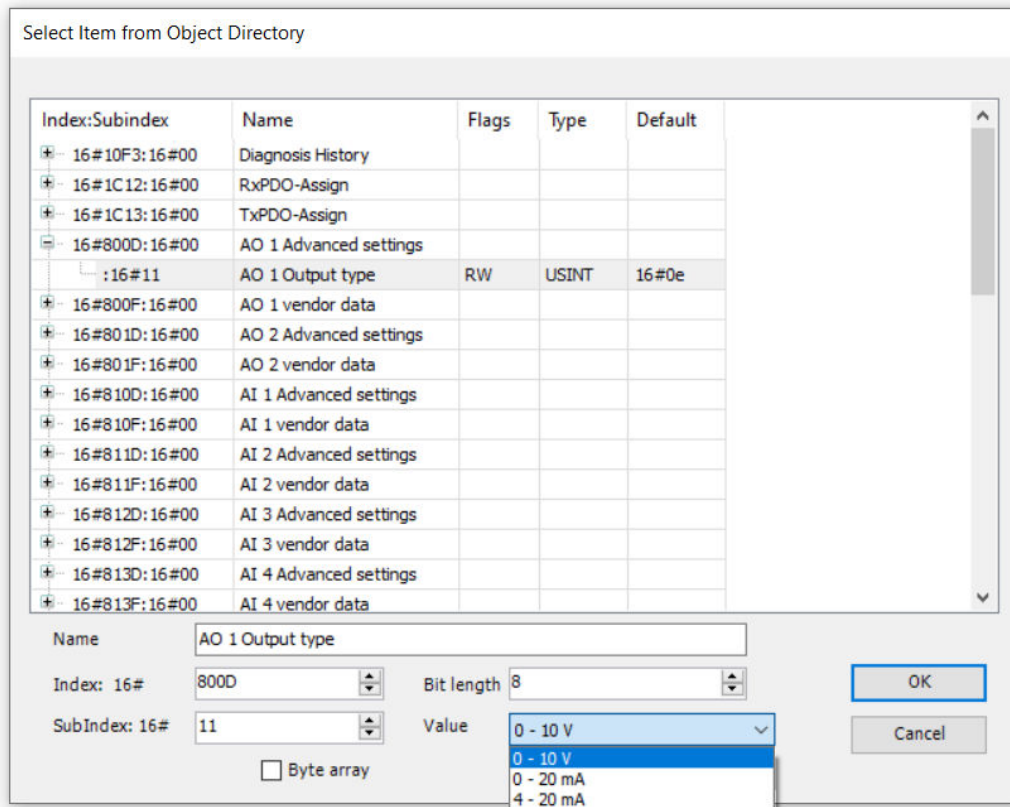 Select Item from Object Directory
Index:Subindex Name Flags Type Default
16#10F3:16#00 Diagnosis History
16#1C12:16#00 RxPDO-Assign
16#1C13:16#00 TxPDO-Assign
16#800D:16#00 AO 1 Advanced settings
:16#11 AO 1 Output type RW USINT 16#0e
16#800F:16#00 AO 1 vendor data
16#801D:16#00 AO 2 Advanced settings
16#801F:16#00 AO 2 vendor data
16#810D:16#00 AI 1 Advanced settings
16#810F:16#00 AI 1 vendor data
16#811D:16#00 AI 2 Advanced settings
16#811F:16#00 AI 2 vendor data
16#812D:16#00 AI 3 Advanced settings
16#812F:16#00 AI 3 vendor data
16#813D:16#00 AI 4 Advanced settings
16#813F:16#00 AI 4 vendor data
Name AO 1 Output type
Index: 16# 800D Bit length 8 OK
SubIndex: 16# 11 Value 0 - 10 V Cancel
0 - 10 V
Byte array 0 - 20 mA
4 - 20 mA